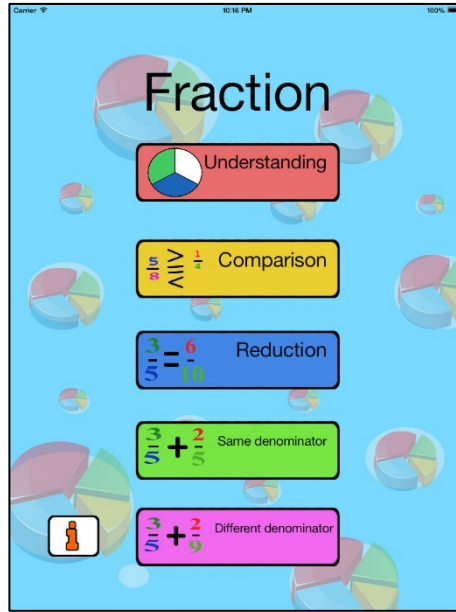 Carrier 10:16 PM 100%
Fraction
Understanding
5/8 > = < 1/4 Comparison
3/5 = 6/10 Reduction
3/5 + 2/5 Same denominator
3/5 + 2/9 Different denominator
i